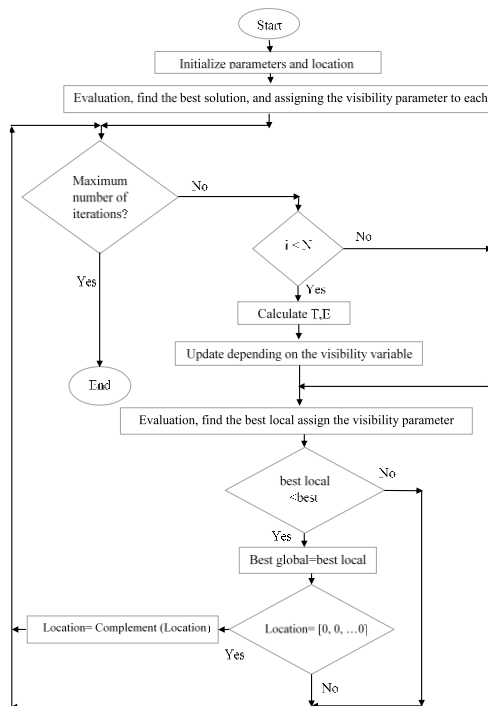 Start
Initialize parameters and location
Evaluation, find the best solution, and assigning the visibility parameter to each
Maximum
number of
iterations?
No
i < N
No
Yes
Yes
Calculate T,E
Update depending on the visibility variable
End
Evaluation, find the best local assign the visibility parameter
best local
<best
No
Yes
Best global=best local
Location= Complement (Location)
Location= [0, 0, …0]
Yes
No